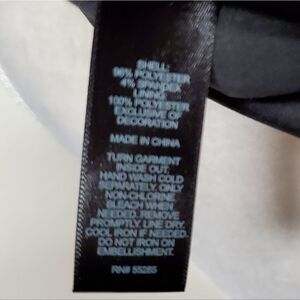 SHELL:
96% POLYESTER
4% SPANDEX
LINING:
100% POLYESTER
EXCLUSIVE OF
DECORATION
MADE IN CHINA
TURN GARMENT
INSIDE OUT.
HAND WASH COLD
SEPARATELY. ONLY
NON-CHLORINE
BLEACH WHEN
NEEDED. REMOVE
PROMPTLY. LINE DRY.
COOL IRON IF NEEDED.
DO NOT IRON ON
EMBELLISHMENT.
RN# 55285